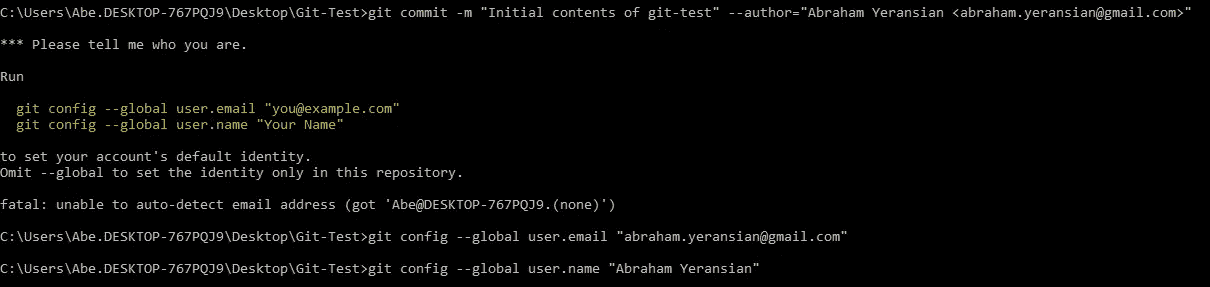 C:\Users\Abe.DESKTOP-767PQJ9\Desktop\Git-Test>git commit -m "Initial contents of git-test" --author="Abraham Yeransian <abraham.yeransian@gmail.com>"
*** Please tell me who you are.
Run
git config --global user.email "you@example.com"
git config --global user.name "Your Name"
to set your account's default identity.
Omit --global to set the identity only in this repository.
fatal: unable to auto-detect email address (got 'Abe@DESKTOP-767PQJ9.(none)')
C:\Users\Abe.DESKTOP-767PQJ9\Desktop\Git-Test>git config --global user.email "abraham.yeransian@gmail.com"
C:\Users\Abe.DESKTOP-767PQJ9\Desktop\Git-Test>git config --global user.name "Abraham Yeransian"